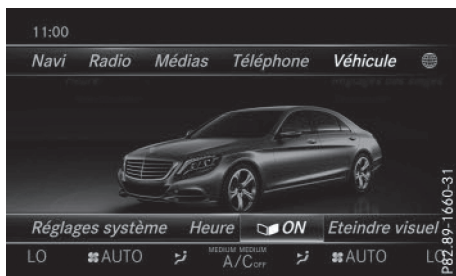 11:00
Navi Radio Médias Téléphone Véhicule
Réglages système Heure ON Eteindre visuel
LO AUTO MEDIUM MEDIUM A/C OFF AUTO LO
P82.89-1660-31